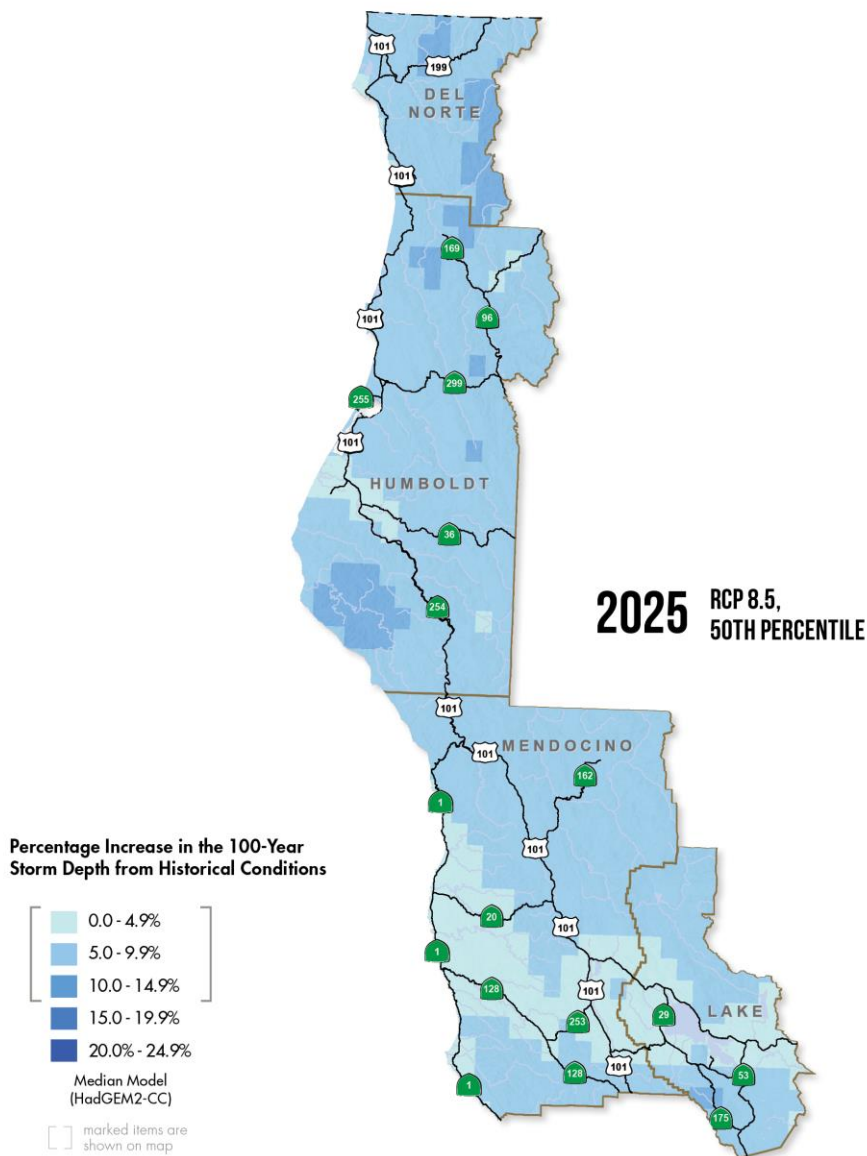 101
199
DEL
NORTE
101
169
101
96
299
255
101
HUMBOLDT
36
254
2025
RCP 8.5,
50TH PERCENTILE
101
101
MENDOCINO
162
1
101
Percentage Increase in the 100-Year
Storm Depth from Historical Conditions
0.0 - 4.9%
5.0 - 9.9%
10.0 - 14.9%
15.0 - 19.9%
20.0% - 24.9%
Median Model
(HadGEM2-CC)
marked items are
shown on map
20
101
1
128
101
29
LAKE
253
101
128
53
1
175